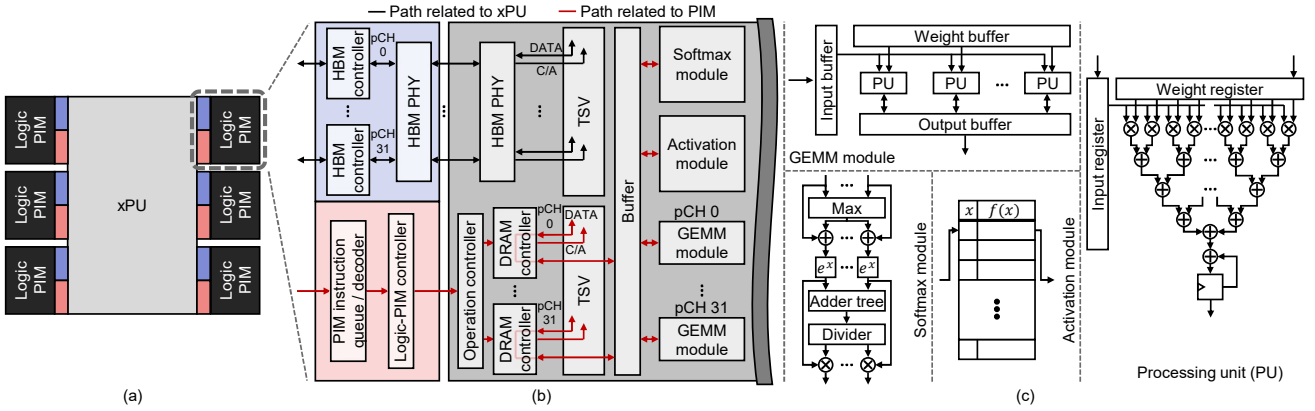 Path related to xPU
Path related to PIM
Logic
PIM
Logic
PIM
Logic
PIM
xPU
Logic
PIM
Logic
PIM
Logic
PIM
(a)
HBM
controller
pCH
0
...
HBM
controller
pCH
31
HBM PHY
HBM PHY
DATA
C/A
...
TSV
PIM instruction
queue / decoder
Logic-PIM controller
Operation controller
DRAM
controller
pCH
0
DATA
C/A
...
DRAM
controller
pCH
31
TSV
Buffer
Softmax
module
Activation
module
pCH 0
GEMM
module
...
pCH 31
GEMM
module
(b)
Input buffer
Weight buffer
PU
PU
...
PU
Output buffer
GEMM module
...
Max
...
e^x
...
e^x
Adder tree
Divider
...
Softmax module
x
f(x)
Activation module
(c)
Input register
Weight register
...
...
...
Processing unit (PU)